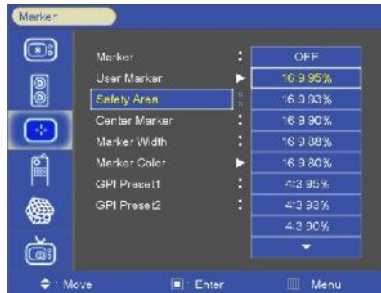 Marker
Marker : OFF
User Marker 16:9 95%
Safety Area : 16:9 93%
Center Marker : 16:9 90%
Marker Width : 16:9 88%
Marker Color 16:9 80%
GPI Preset1 : 4:3 95%
GPI Preset2 : 4:3 93%
4:3 90%
: Move : Enter Menu